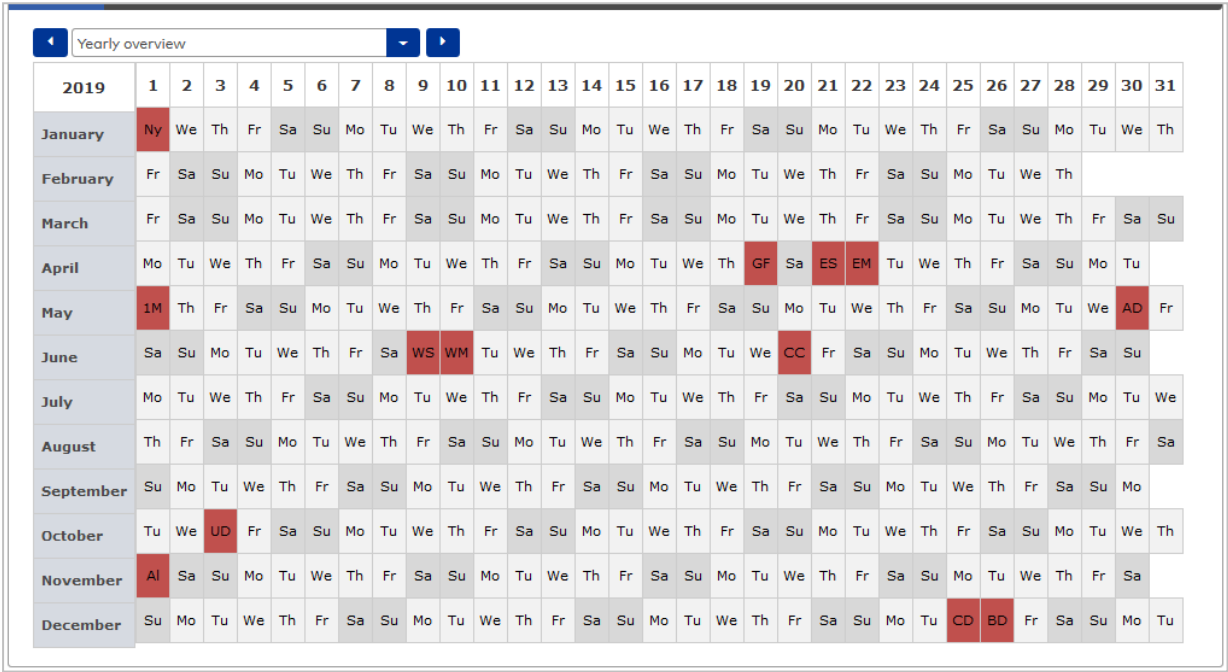 Yearly overview
2019 1 2 3 4 5 6 7 8 9 10 11 12 13 14 15 16 17 18 19 20 21 22 23 24 25 26 27 28 29 30 31
January Ny We Th Fr Sa Su Mo Tu We Th Fr Sa Su Mo Tu We Th Fr Sa Su Mo Tu We Th Fr Sa Su Mo Tu We Th
February Fr Sa Su Mo Tu We Th Fr Sa Su Mo Tu We Th Fr Sa Su Mo Tu We Th Fr Sa Su Mo Tu We Th
March Fr Sa Su Mo Tu We Th Fr Sa Su Mo Tu We Th Fr Sa Su Mo Tu We Th Fr Sa Su Mo Tu We Th Fr Sa Su
April Mo Tu We Th Fr Sa Su Mo Tu We Th Fr Sa Su Mo Tu We Th GF Sa ES EM Tu We Th Fr Sa Su Mo Tu
May 1M Th Fr Sa Su Mo Tu We Th Fr Sa Su Mo Tu We Th Fr Sa Su Mo Tu We Th Fr Sa Su Mo Tu We AD Fr
June Sa Su Mo Tu We Th Fr Sa WS WM Tu We Th Fr Sa Su Mo Tu We CC Fr Sa Su Mo Tu We Th Fr Sa Su
July Mo Tu We Th Fr Sa Su Mo Tu We Th Fr Sa Su Mo Tu We Th Fr Sa Su Mo Tu We Th Fr Sa Su Mo Tu We
August Th Fr Sa Su Mo Tu We Th Fr Sa Su Mo Tu We Th Fr Sa Su Mo Tu We Th Fr Sa Su Mo Tu We Th Fr Sa
September Su Mo Tu We Th Fr Sa Su Mo Tu We Th Fr Sa Su Mo Tu We Th Fr Sa Su Mo Tu We Th Fr Sa Su Mo
October Tu We UD Fr Sa Su Mo Tu We Th Fr Sa Su Mo Tu We Th Fr Sa Su Mo Tu We Th Fr Sa Su Mo Tu We Th
November Al Sa Su Mo Tu We Th Fr Sa Su Mo Tu We Th Fr Sa Su Mo Tu We Th Fr Sa Su Mo Tu We Th Fr Sa
December Su Mo Tu We Th Fr Sa Su Mo Tu We Th Fr Sa Su Mo Tu We Th Fr Sa Su Mo Tu CD BD Fr Sa Su Mo Tu